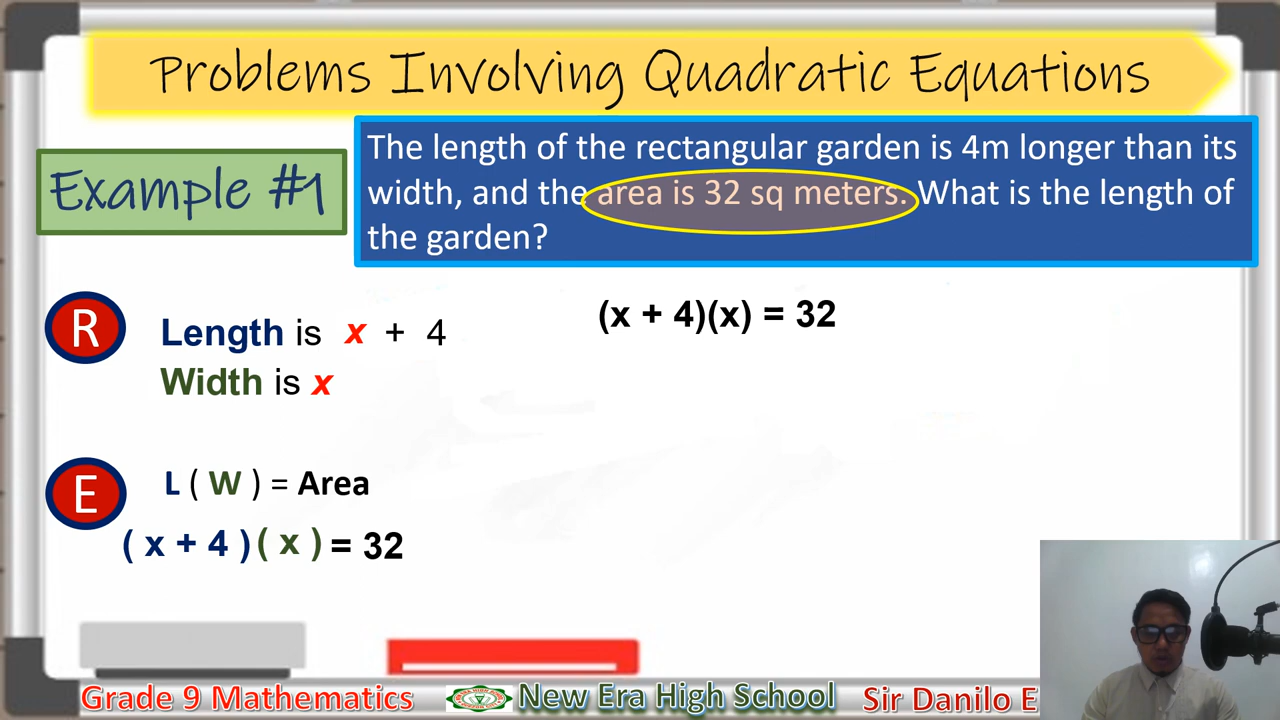 Problems Involving Quadratic Equations
Example #1
The length of the rectangular garden is 4m longer than its
width, and the area is 32 sq meters. What is the length of
the garden?
R
Length is x + 4
Width is x
(x + 4)(x) = 32
E
L ( W ) = Area
( x + 4 ) ( x ) = 32
Grade 9 Mathematics
New Era High School
Sir Danilo E